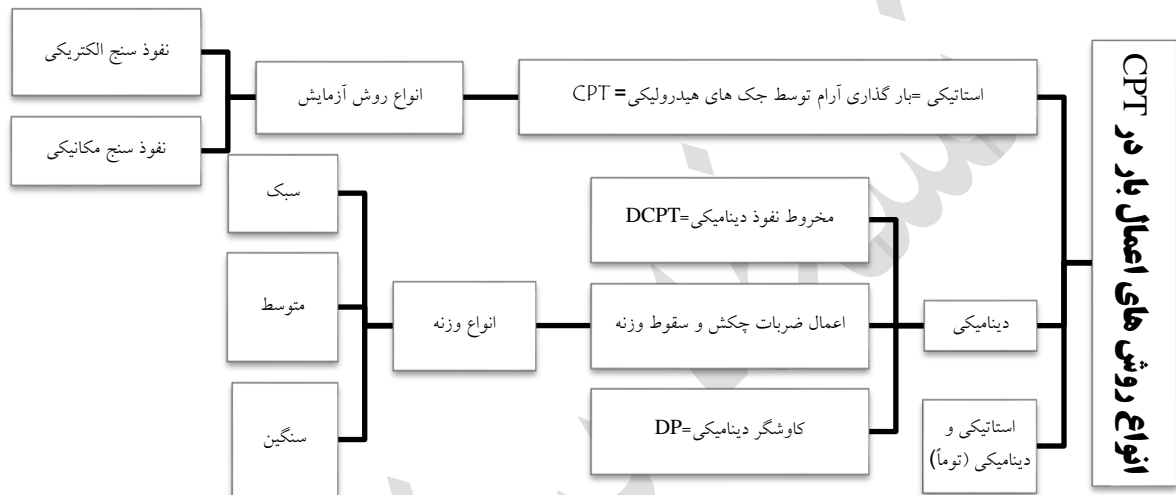 انواع روش های اعمال بار در CPT
استاتیکی =بار گذاری آرام توسط جک های هیدرولیکی= CPT
انواع روش آزمایش
نفوذ سنج الکتریکی
نفوذ سنج مکانیکی
دینامیکی
مخروط نفوذ دینامیکی=DCPT
اعمال ضربات چکش و سقوط وزنه
کاوشگر دینامیکی=DP
انواع وزنه
سبک
متوسط
سنگین
استاتیکی و
دینامیکی (توماً)